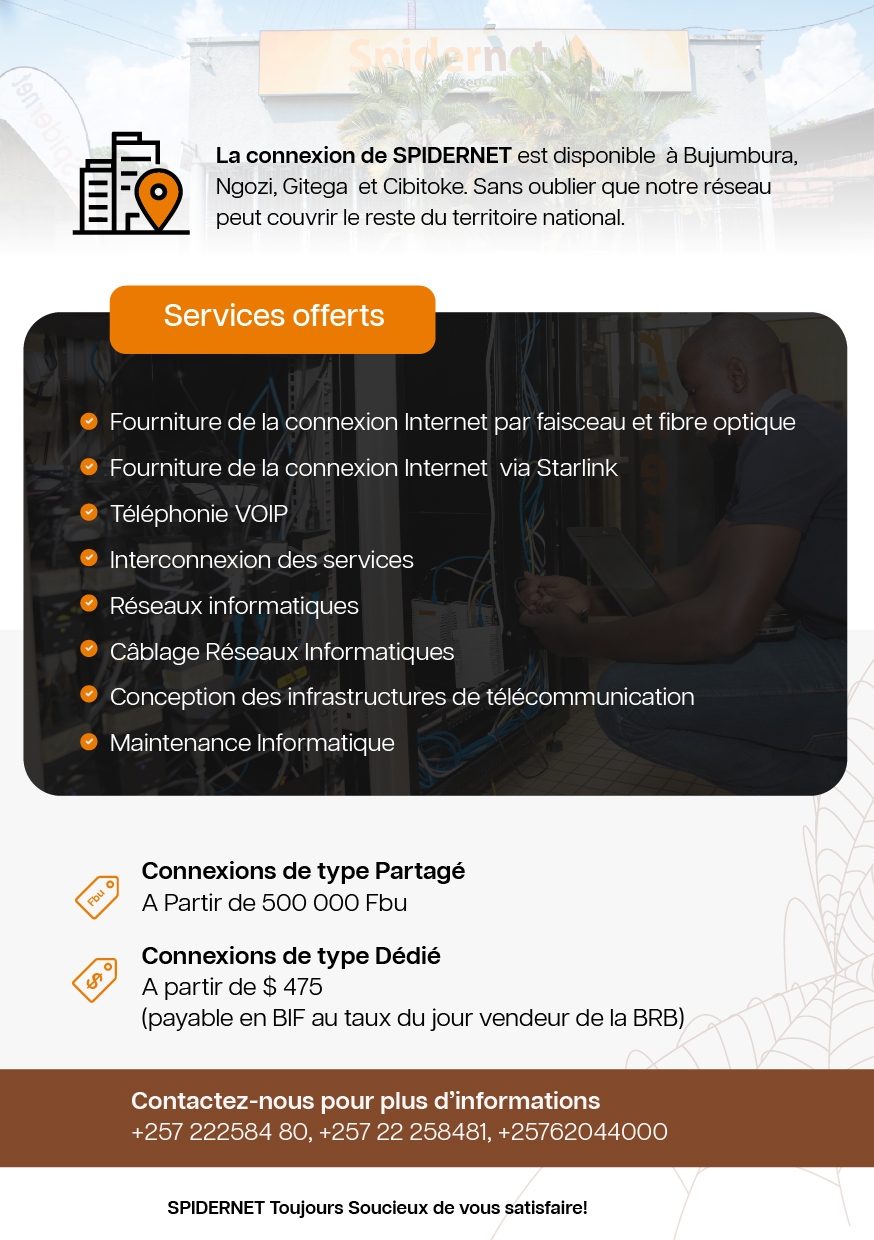 Spidernet
La connexion de SPIDERNET est disponible  à Bujumbura,
Ngozi, Gitega  et Cibitoke. Sans oublier que notre réseau
peut couvrir le reste du territoire national.
Services offerts
Fourniture de la connexion Internet par faisceau et fibre optique
Fourniture de la connexion Internet  via Starlink
Téléphonie VOIP
Interconnexion des services
Réseaux informatiques
Câblage Réseaux Informatiques
Conception des infrastructures de télécommunication
Maintenance Informatique
Fbu
Connexions de type Partagé
A Partir de 500 000 Fbu
$
Connexions de type Dédié
A partir de $ 475
(payable en BIF au taux du jour vendeur de la BRB)
Contactez-nous pour plus d’informations
+257 222584 80, +257 22 258481, +25762044000
SPIDERNET Toujours Soucieux de vous satisfaire!